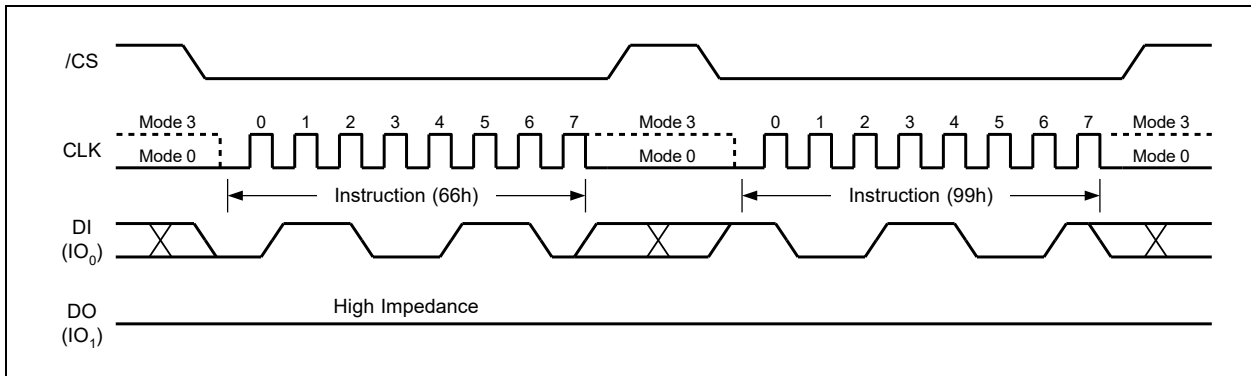 /CS
Mode 3 0 1 2 3 4 5 6 7 Mode 3 0 1 2 3 4 5 6 7 Mode 3
CLK
Mode 0 Mode 0 Mode 0
Instruction (66h) Instruction (99h)
DI
(IO0)
High Impedance
DO
(IO1)